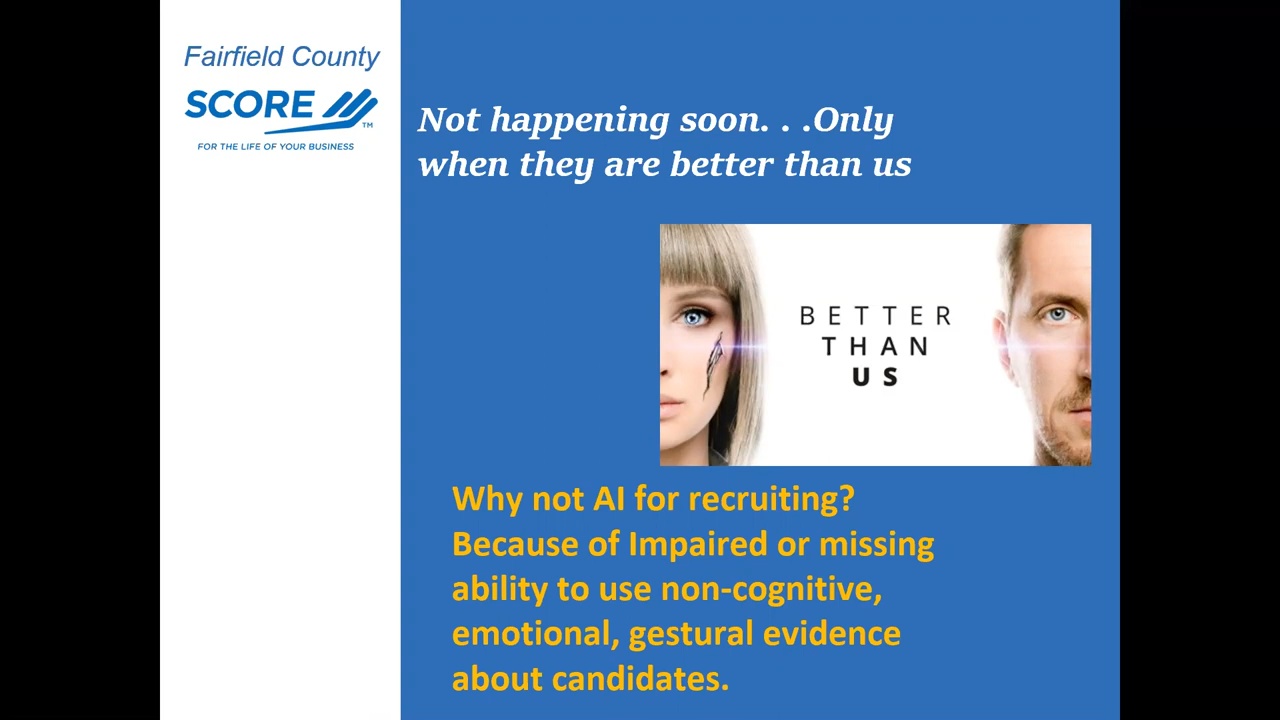 Fairfield County
SCORE
TM
FOR THE LIFE OF YOUR BUSINESS
Not happening soon. . .Only
when they are better than us
BETTER
THAN
US
Why not AI for recruiting?
Because of Impaired or missing
ability to use non-cognitive,
emotional, gestural evidence
about candidates.